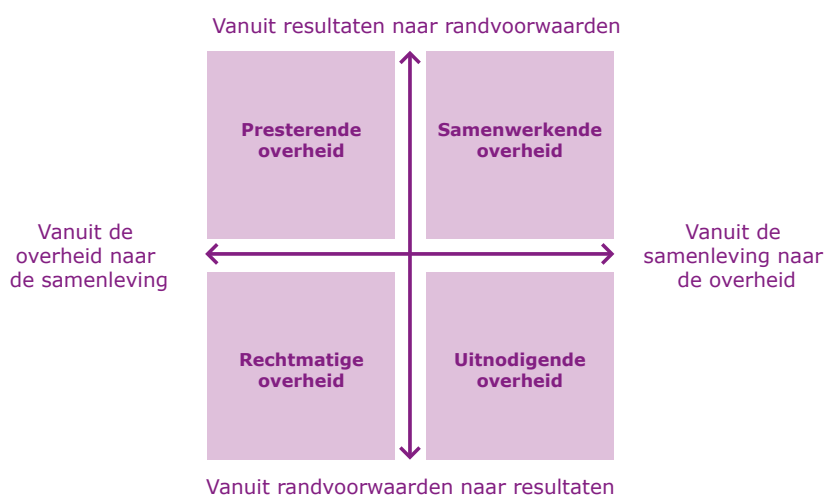 Vanuit resultaten naar randvoorwaarden
Presterende
overheid
Samenwerkende
overheid
Vanuit de
overheid naar
de samenleving
Vanuit de
samenleving naar
de overheid
Rechtmatige
overheid
Uitnodigende
overheid
Vanuit randvoorwaarden naar resultaten